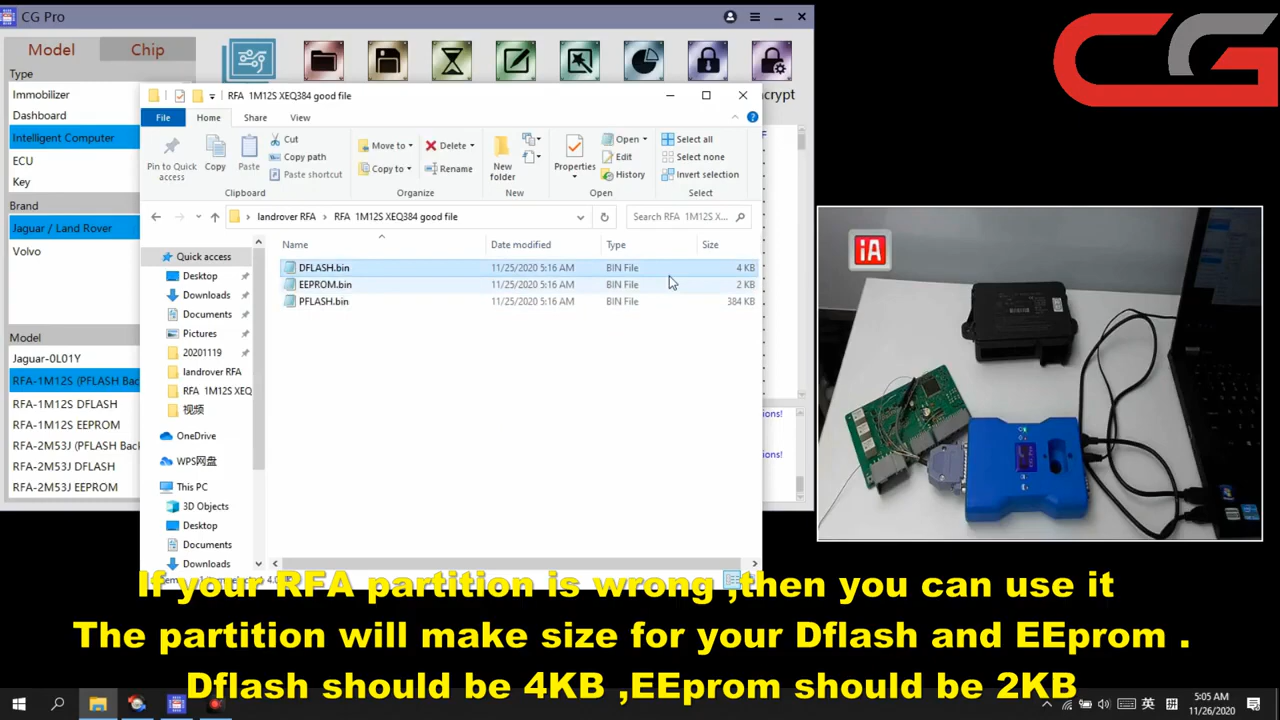 CG Pro
Model
Chip
Type
Immobilizer
Dashboard
Intelligent Computer
ECU
Key
Brand
Jaguar / Land Rover
Volvo
Model
Jaguar-0L01Y
RFA-1M12S (PFLASH Bac
RFA-1M12S DFLASH
RFA-1M12S EEPROM
RFA-2M53J (PFLASH Back
RFA-2M53J DFLASH
RFA-2M53J EEPROM
crypt
F
ions!
ions!
RFA 1M12S XEQ384 good file
File
Home
Share
View
Pin to Quick access
Copy
Paste
Cut
Copy path
Paste shortcut
Clipboard
Move to
Copy to
Delete
Rename
Organize
New folder
New
Properties
Open
Edit
History
Open
Select all
Select none
Invert selection
Select
landrover RFA > RFA 1M12S XEQ384 good file
Search RFA 1M12S X...
Name Date modified Type Size
DFLASH.bin 11/25/2020 5:16 AM BIN File 4 KB
EEPROM.bin 11/25/2020 5:16 AM BIN File 2 KB
PFLASH.bin 11/25/2020 5:16 AM BIN File 384 KB
Quick access
Desktop
Downloads
Documents
Pictures
20201119
landrover RFA
RFA 1M12S XEQ
视频
OneDrive
WPS网盘
This PC
3D Objects
Desktop
Documents
Downloads
CG
iA
If your RFA partition is wrong ,then you can use it
The partition will make size for your Dflash and EEprom .
Dflash should be 4KB ,EEprom should be 2KB
英
拼
5:05 AM
11/26/2020